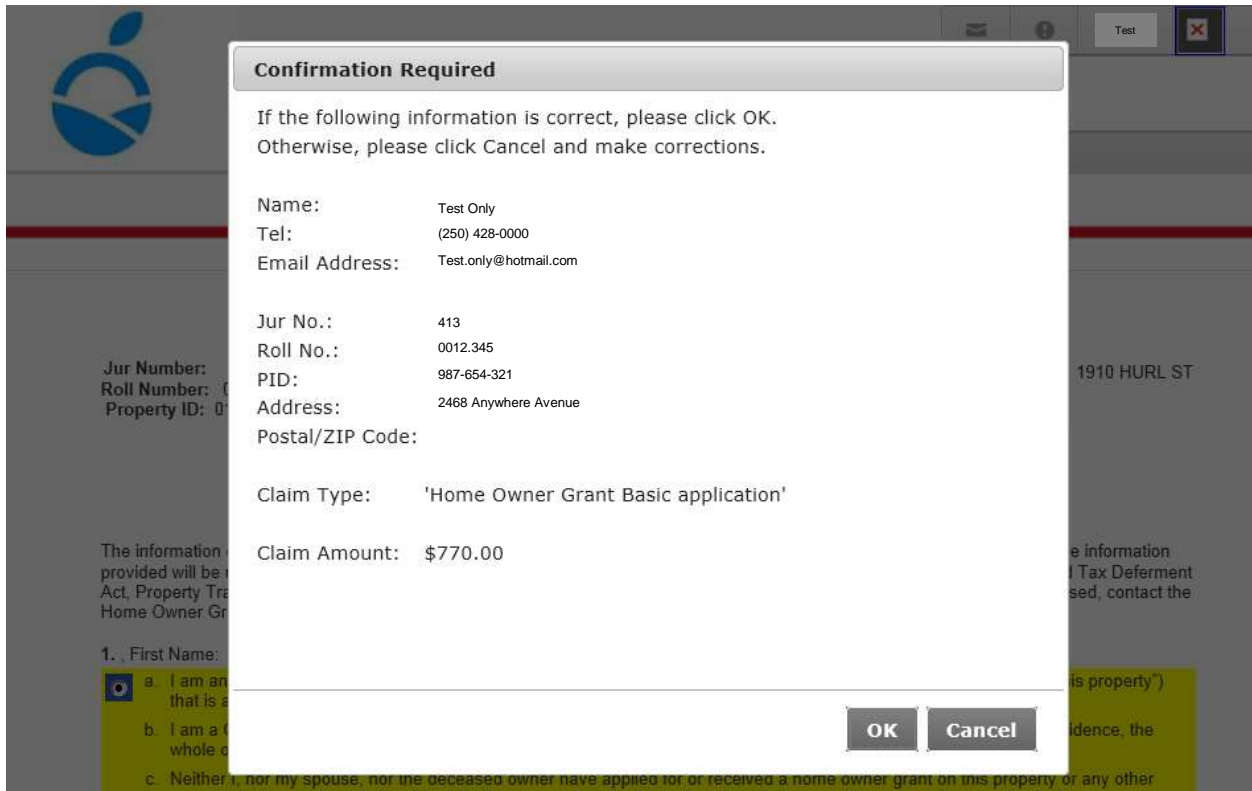 Test
Confirmation Required
If the following information is correct, please click OK.
Otherwise, please click Cancel and make corrections.
Name: Test Only
Tel: (250) 428-0000
Email Address: Test.only@hotmail.com
Jur No.: 413
Roll No.: 0012.345
PID: 987-654-321
Address: 2468 Anywhere Avenue
Postal/ZIP Code:
Claim Type: 'Home Owner Grant Basic application'
Claim Amount: $770.00
OK Cancel
Jur Number:
Roll Number: 0
Property ID: 01
1910 HURL ST
The information e information
provided will be Tax Deferment
Act, Property sed, contact the
Home Owner Gr
1. , First Name:
a. I am an is property")
that is a
b. I am a idence, the
whole o
c. Neither I, nor my spouse, nor the deceased owner have applied for or received a home owner grant on this property or any other